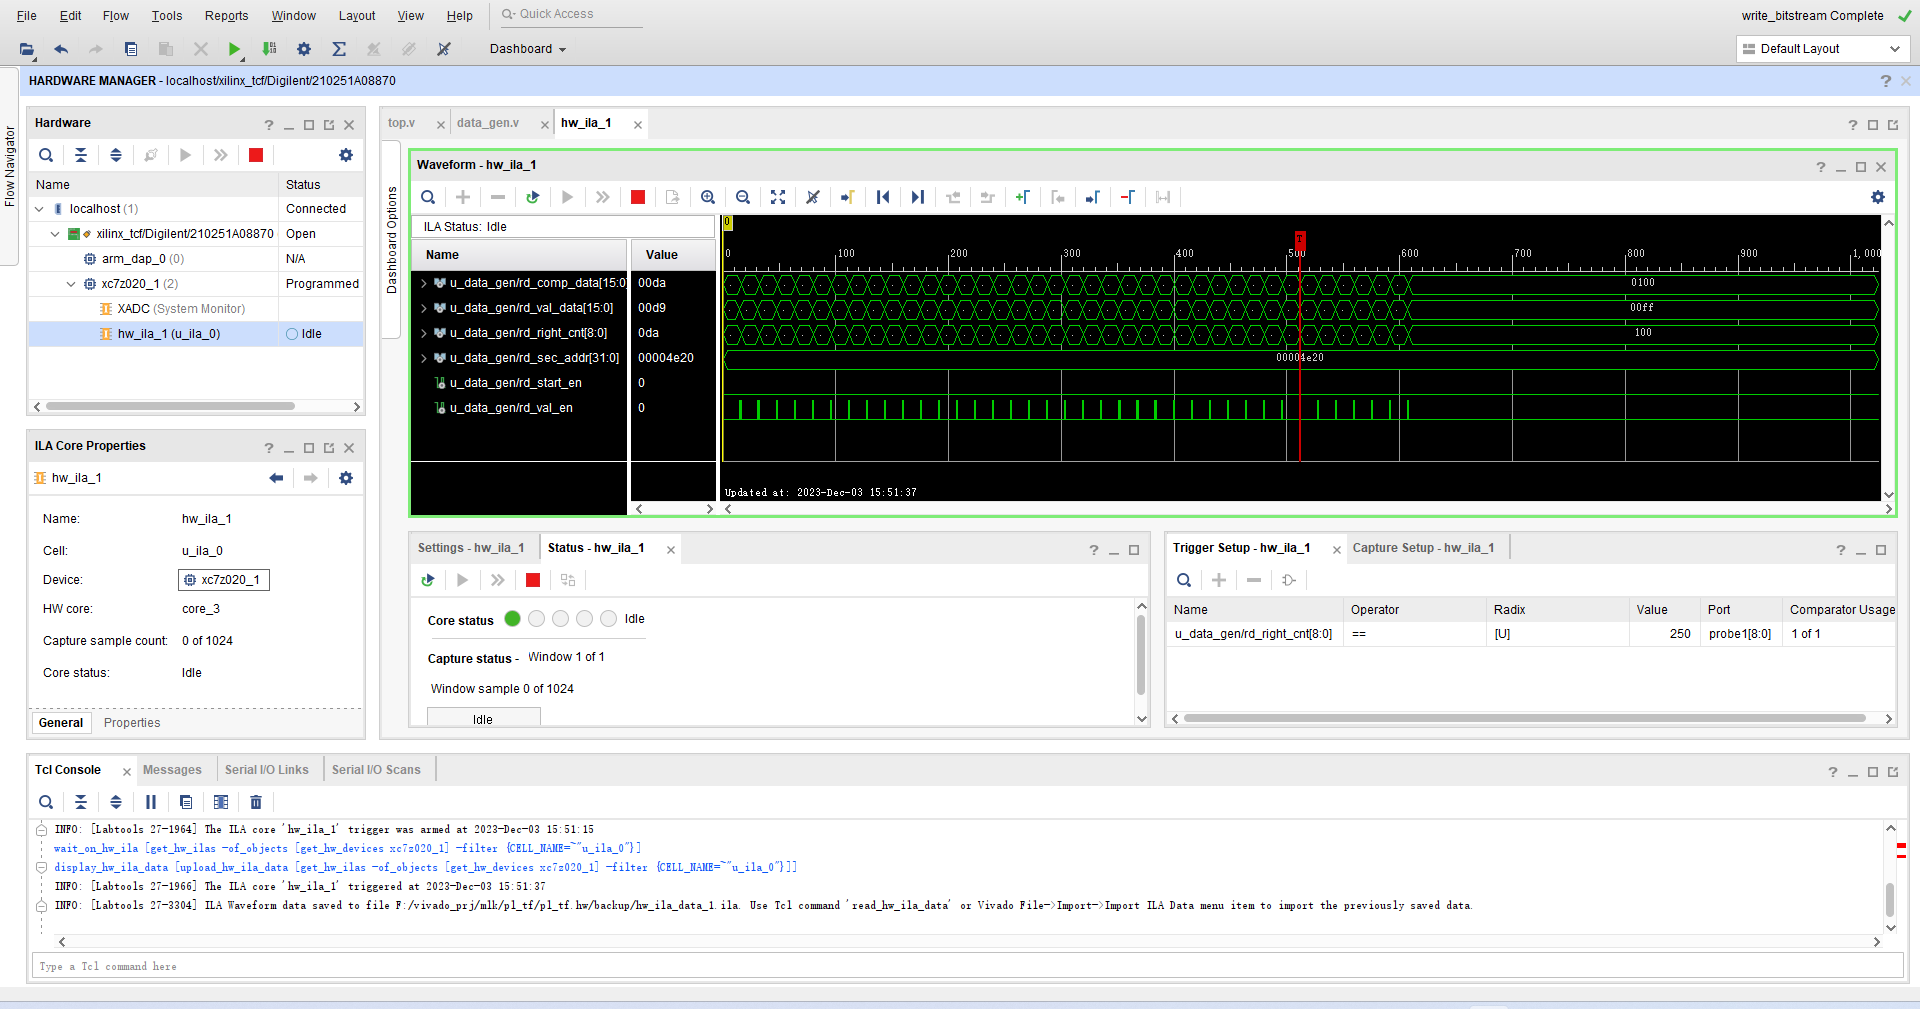 File Edit Flow Tools Reports Window Layout View Help Quick Access write_bitstream Complete
Dashboard Default Layout
HARDWARE MANAGER - localhost/xilinx_tcf/Digilent/210251A08870
Flow Navigator
Hardware
Name Status
localhost (1) Connected
xilinx_tcf/Digilent/210251A08870 Open
arm_dap_0 (0) N/A
xc7z020_1 (2) Programmed
XADC (System Monitor)
hw_ila_1 (u_ila_0) Idle
ILA Core Properties
hw_ila_1
Name: hw_ila_1
Cell: u_ila_0
Device: xc7z020_1
HW core: core_3
Capture sample count: 0 of 1024
Core status: Idle
General Properties
top.v data_gen.v hw_ila_1
Dashboard Options
Waveform - hw_ila_1
ILA Status: Idle
Name Value
u_data_gen/rd_comp_data[15:0] 00da
u_data_gen/rd_val_data[15:0] 00d9
u_data_gen/rd_right_cnt[8:0] 0da
u_data_gen/rd_sec_addr[31:0] 00004e20
u_data_gen/rd_start_en 0
u_data_gen/rd_val_en 0
0
0 100 200 300 400 500 600 700 800 900 1,000
0100
00ff
100
00004e20
Updated at: 2023-Dec-03 15:51:37
Settings - hw_ila_1 Status - hw_ila_1
Core status Idle
Capture status - Window 1 of 1
Window sample 0 of 1024
Idle
Trigger Setup - hw_ila_1 Capture Setup - hw_ila_1
Name Operator Radix Value Port Comparator Usage
u_data_gen/rd_right_cnt[8:0] == [U] 250 probe1[8:0] 1 of 1
Tcl Console Messages Serial I/O Links Serial I/O Scans
INFO: [Labtools 27-1964] The ILA core 'hw_ila_1' trigger was armed at 2023-Dec-03 15:51:15
wait_on_hw_ila [get_hw_ilas -of_objects [get_hw_devices xc7z020_1] -filter {CELL_NAME=~"u_ila_0"}]
display_hw_ila_data [upload_hw_ila_data [get_hw_ilas -of_objects [get_hw_devices xc7z020_1] -filter {CELL_NAME=~"u_ila_0"}]]
INFO: [Labtools 27-1966] The ILA core 'hw_ila_1' triggered at 2023-Dec-03 15:51:37
INFO: [Labtools 27-3304] ILA Waveform data saved to file F:/vivado_prj/mlk/pl_tf/pl_tf.hw/backup/hw_ila_data_1.ila. Use Tcl command 'read_hw_ila_data' or Vivado File->Import->Import ILA Data menu item to import the previously saved data.
Type a Tcl command here